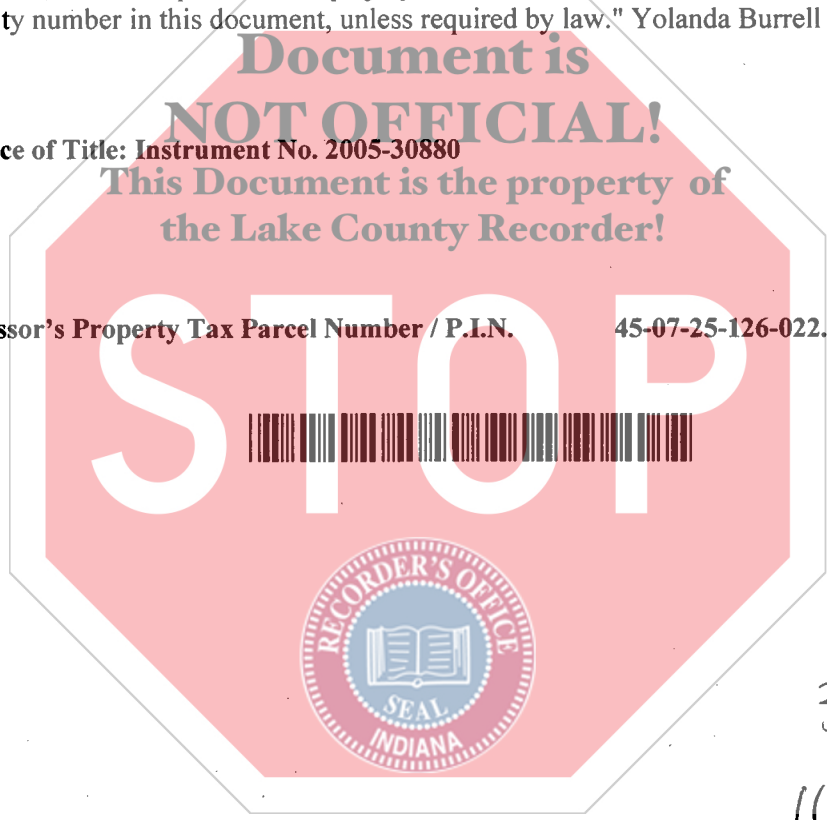 ty number in this document, unless required by law." Yolanda Burrell
Document is
NOT OFFICIAL!
ce of Title: Instrument No. 2005-30880
This Document is the property of
the Lake County Recorder!
ssor's Property Tax Parcel Number / P.I.N. 45-07-25-126-022.
STOP
RECORDER'S OFFICE
SEAL
INDIANA